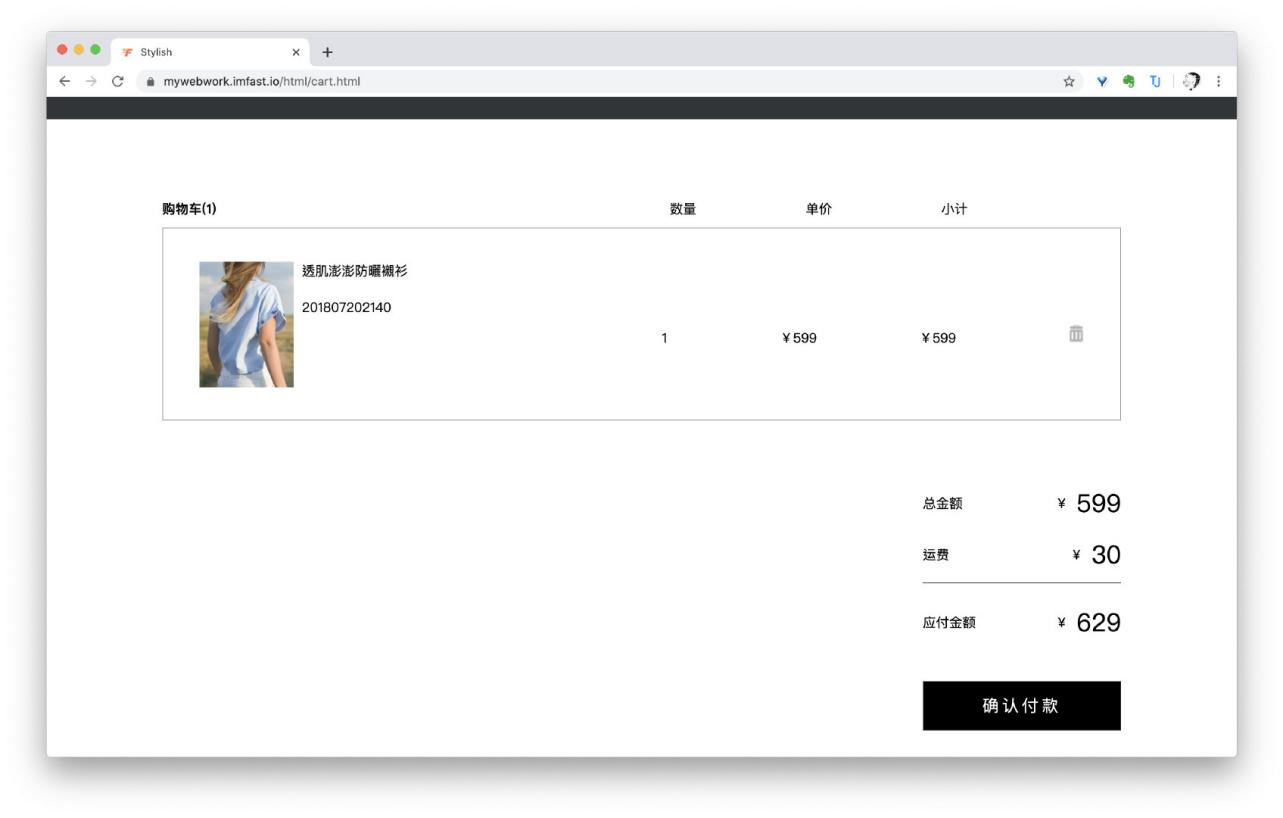 Stylish
mywebwork.imfast.io/html/cart.html
购物车(1) 数量 单价 小计
透肌澎澎防曬襯衫
201807202140
1 ¥599 ¥599
总金额 ¥ 599
运费 ¥ 30
应付金额 ¥ 629
确认付款